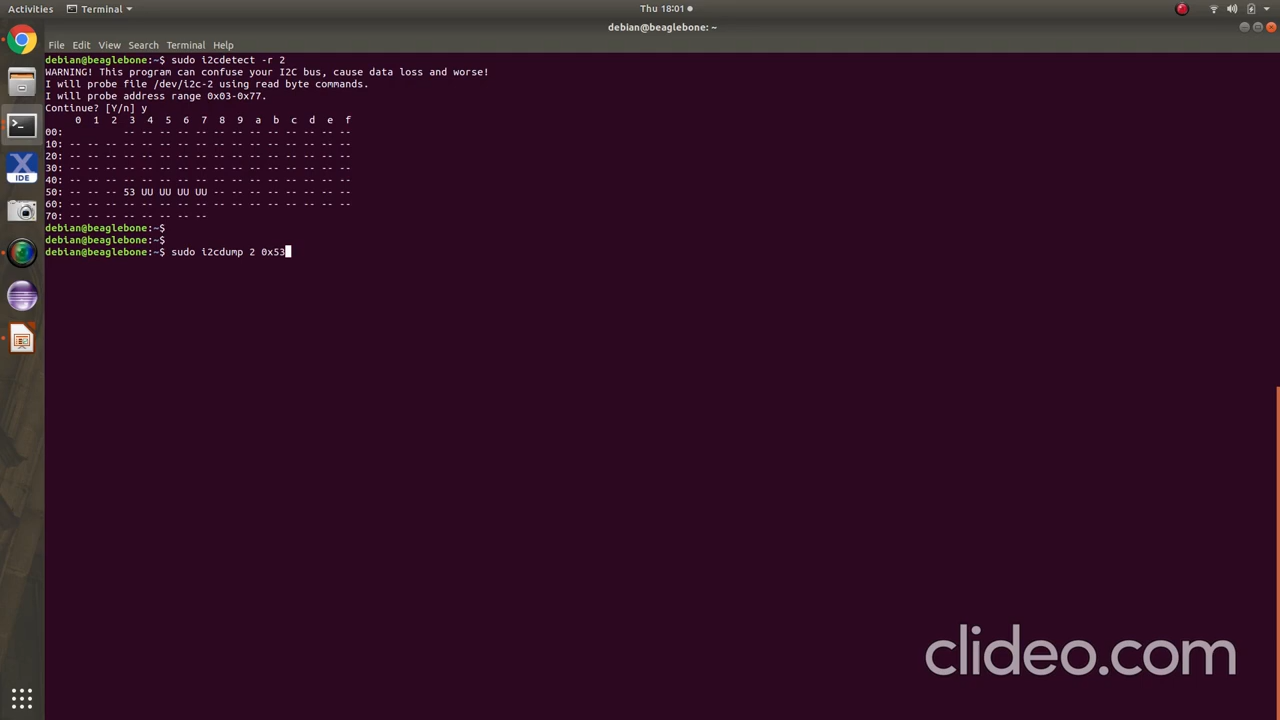 Activities Terminal Thu 18:01
debian@beaglebone: ~
File Edit View Search Terminal Help
debian@beaglebone:~$ sudo i2cdetect -r 2
WARNING! This program can confuse your I2C bus, cause data loss and worse!
I will probe file /dev/i2c-2 using read byte commands.
I will probe address range 0x03-0x77.
Continue? [Y/n] y
     0  1  2  3  4  5  6  7  8  9  a  b  c  d  e  f
00:          -- -- -- -- -- -- -- -- -- -- -- -- --
10: -- -- -- -- -- -- -- -- -- -- -- -- -- -- -- --
20: -- -- -- -- -- -- -- -- -- -- -- -- -- -- -- --
30: -- -- -- -- -- -- -- -- -- -- -- -- -- -- -- --
40: -- -- -- -- -- -- -- -- -- -- -- -- -- -- -- --
50: -- -- -- 53 UU UU UU UU -- -- -- -- -- -- -- --
60: -- -- -- -- -- -- -- -- -- -- -- -- -- -- -- --
70: -- -- -- -- -- -- -- --
debian@beaglebone:~$
debian@beaglebone:~$
debian@beaglebone:~$ sudo i2cdump 2 0x53
IDE
clideo.com